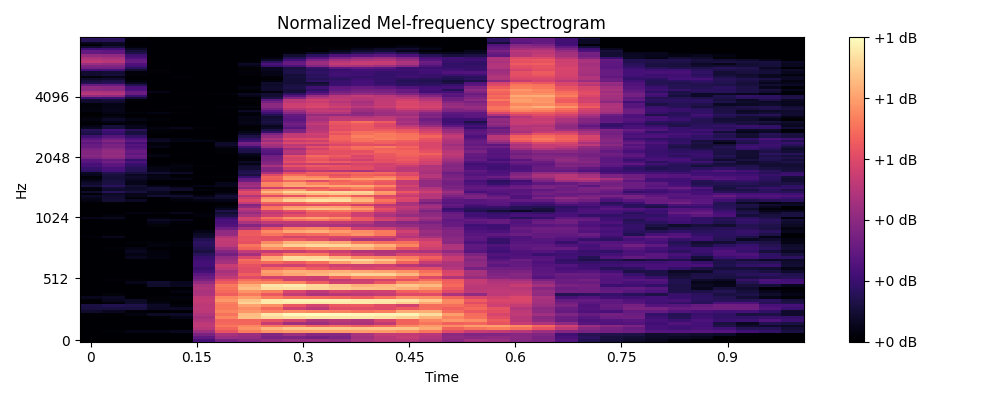 Normalized Mel-frequency spectrogram
Hz
4096
2048
1024
512
0
0 0.15 0.3 0.45 0.6 0.75 0.9
Time
+1 dB
+1 dB
+1 dB
+0 dB
+0 dB
+0 dB